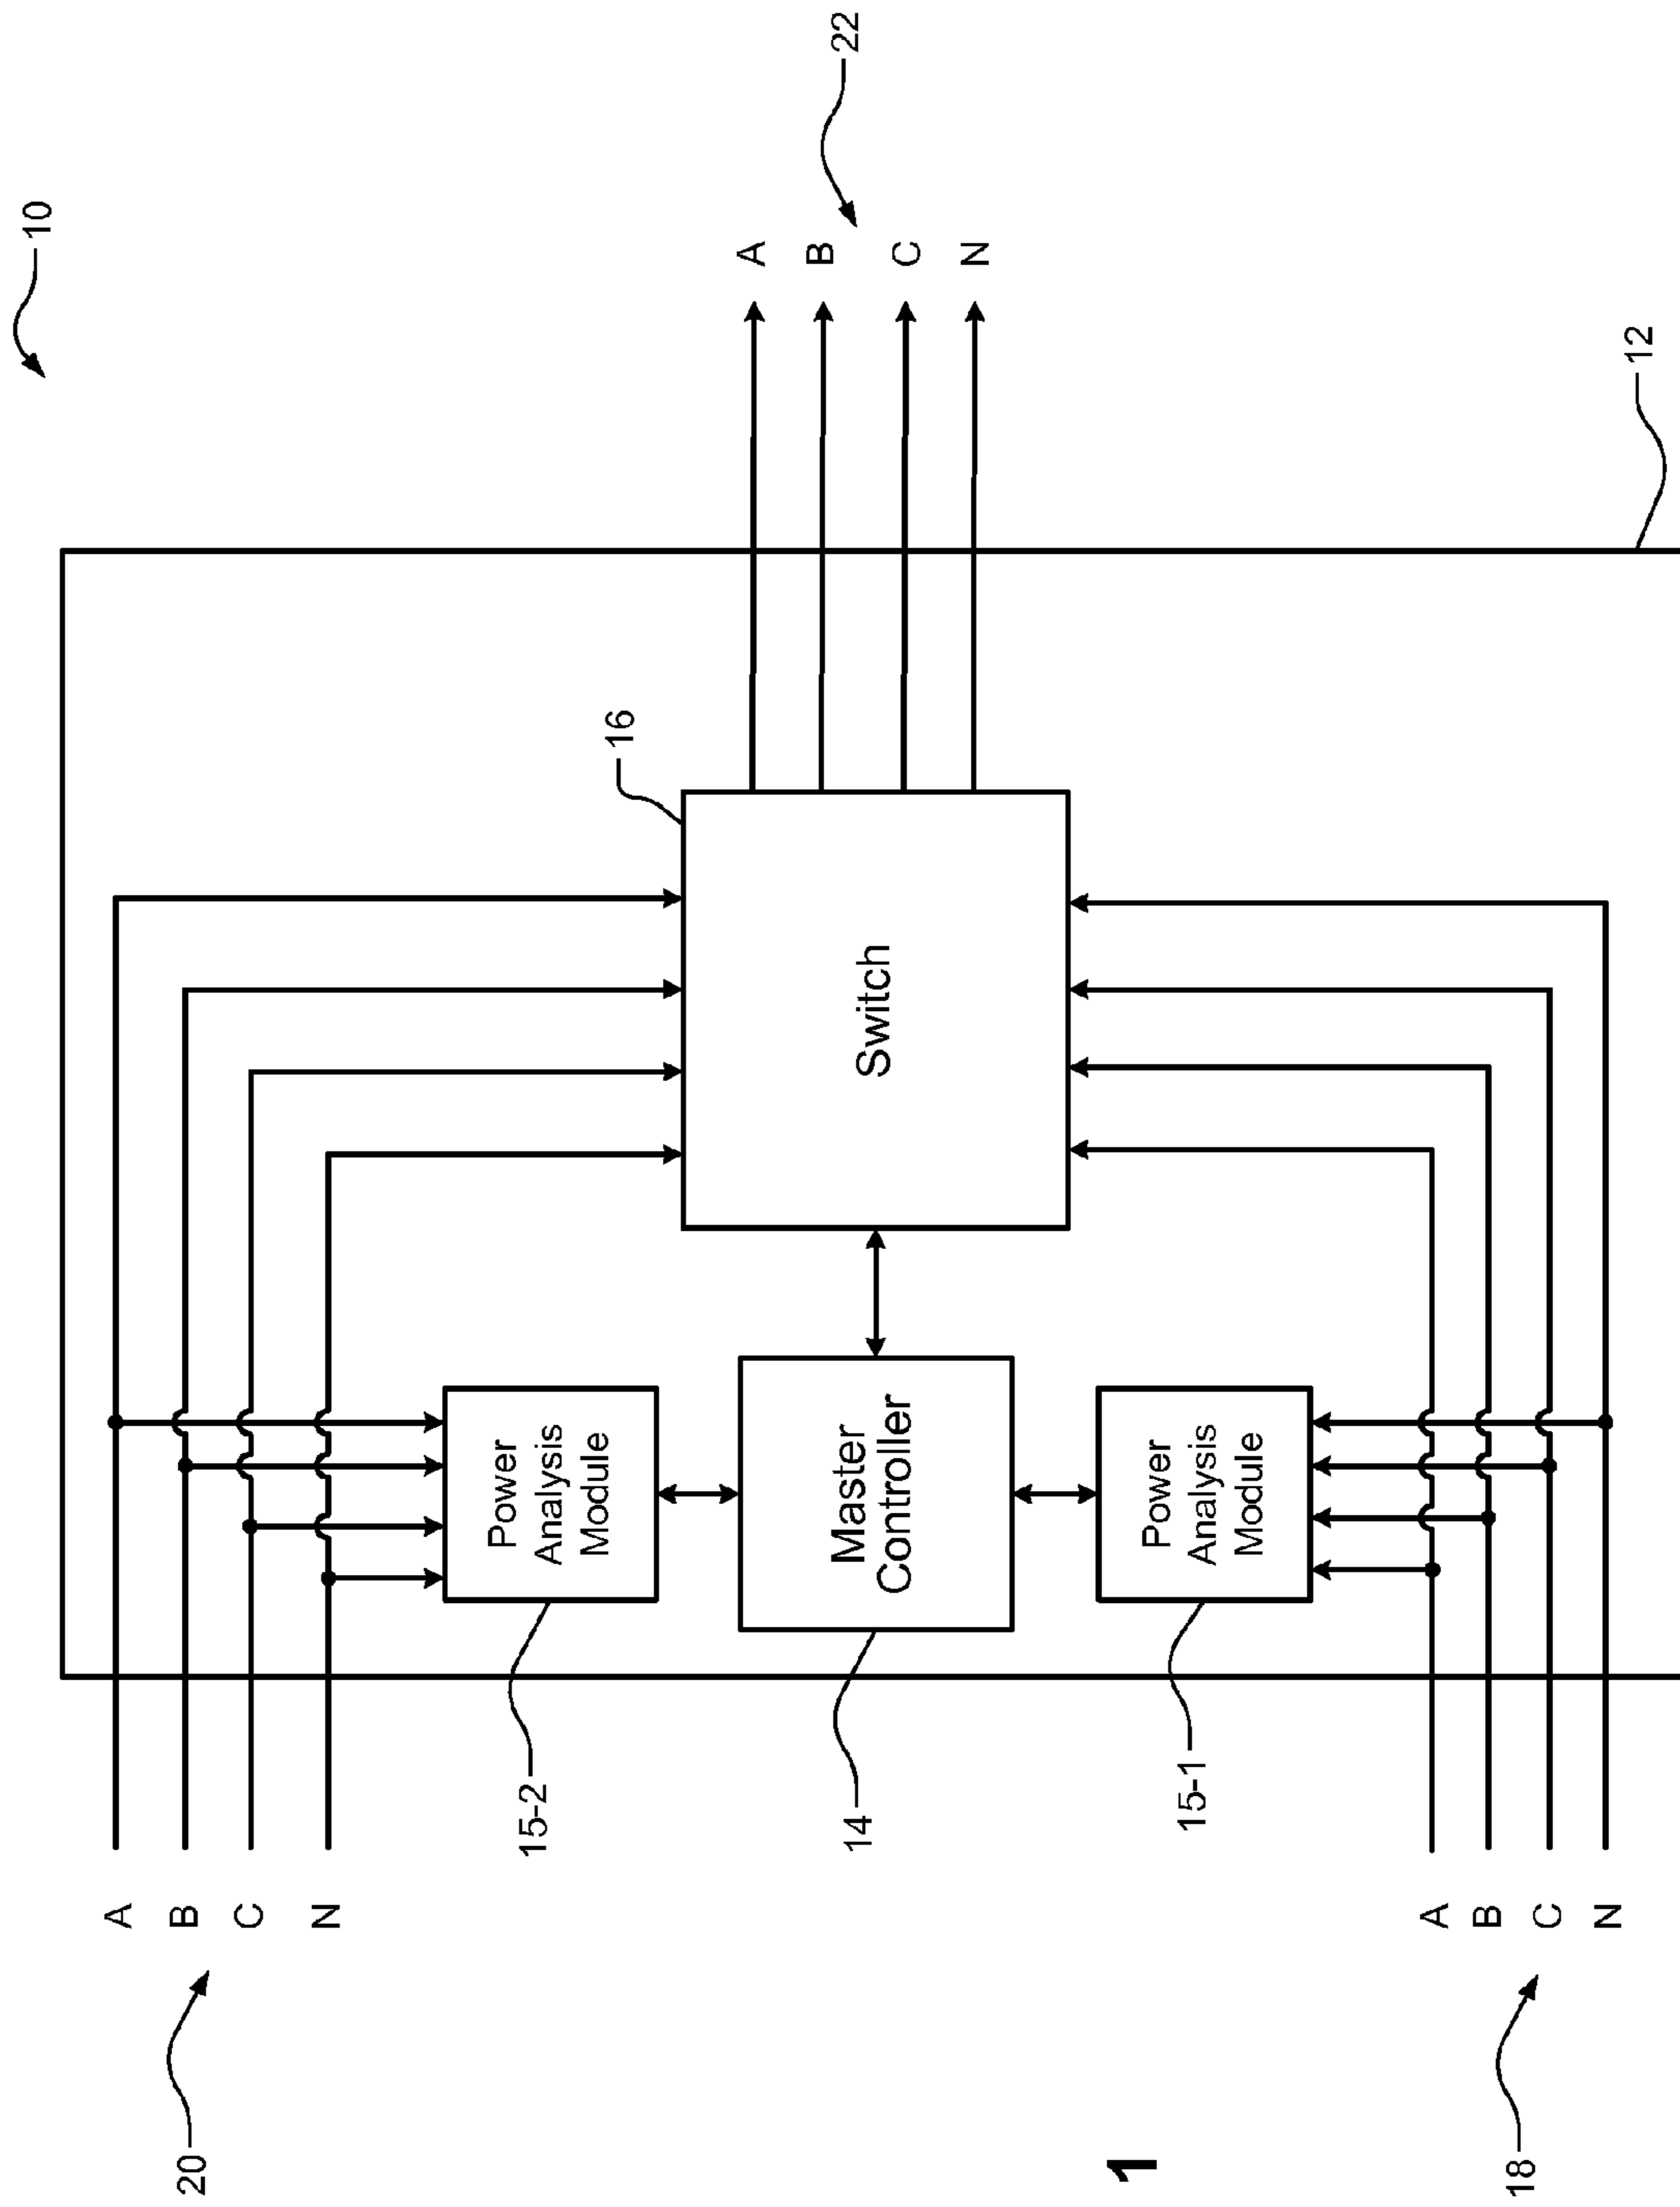 10
20
A
B
C
N
15-2
Power
Analysis
Module
16
14
Master
Controller
Switch
22
A
B
C
N
15-1
Power
Analysis
Module
1
18
A
B
C
N
12